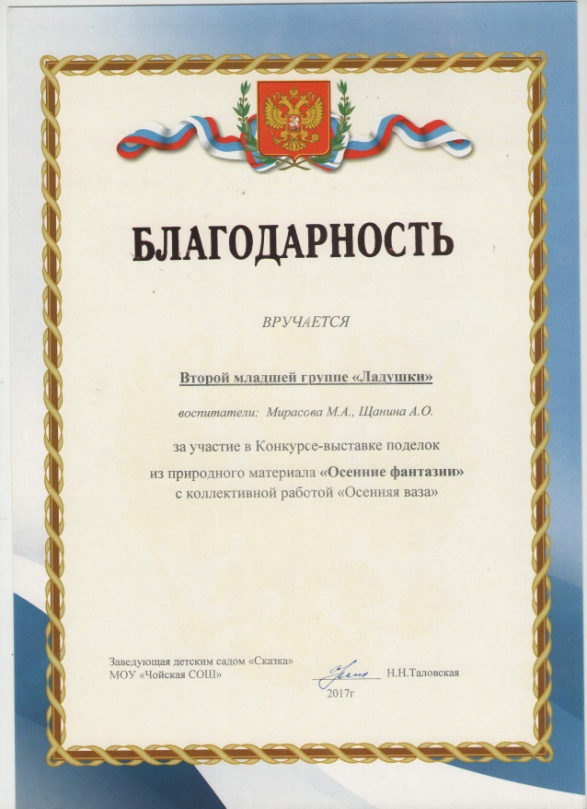 БЛАГОДАРНОСТЬ
ВРУЧАЕТСЯ
Второй младшей группе «Ладушки»
воспитатели: Мирасова М.А., Щанина А.О.
за участие в Конкурсе-выставке поделок
из природного материала «Осенние фантазии»
с коллективной работой «Осенняя ваза»
Заведующая детским садом «Сказка»
МОУ «Чойская СОШ» Н.Н.Таловская
2017г